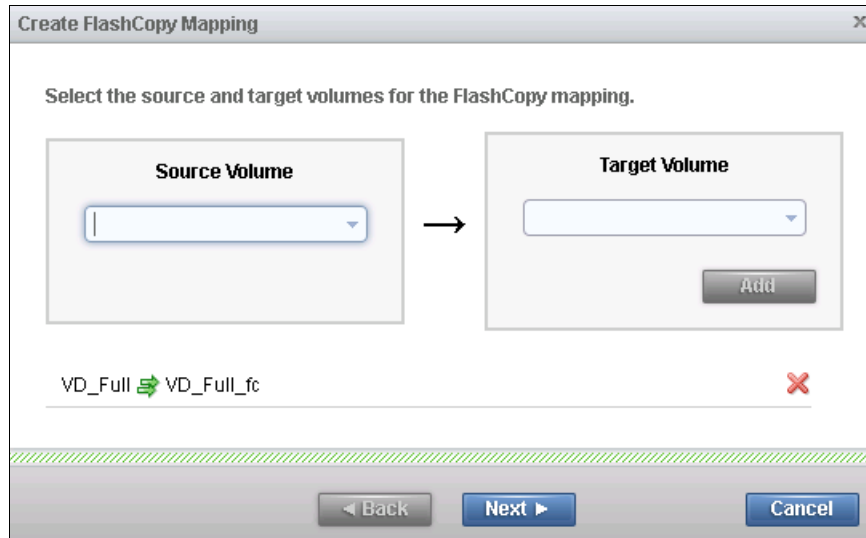 Create FlashCopy Mapping
Select the source and target volumes for the FlashCopy mapping.
Source Volume
Target Volume
Add
VD_Full VD_Full_fc
Back
Next
Cancel